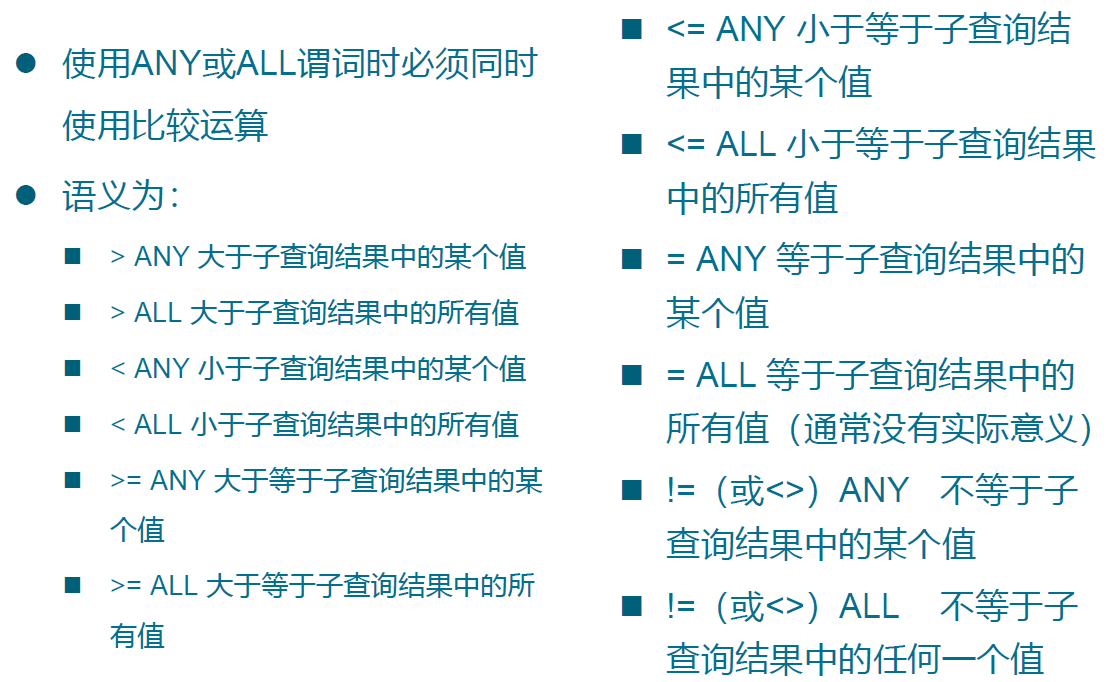 使用ANY或ALL谓词时必须同时
使用比较运算
语义为：
> ANY 大于子查询结果中的某个值
> ALL 大于子查询结果中的所有值
< ANY 小于子查询结果中的某个值
< ALL 小于子查询结果中的所有值
>= ANY 大于等于子查询结果中的某
个值
>= ALL 大于等于子查询结果中的所
有值
<= ANY 小于等于子查询结
果中的某个值
<= ALL 小于等于子查询结果
中的所有值
= ANY 等于子查询结果中的
某个值
= ALL 等于子查询结果中的
所有值（通常没有实际意义）
!=（或<>）ANY 不等于子
查询结果中的某个值
!=（或<>）ALL 不等于子
查询结果中的任何一个值